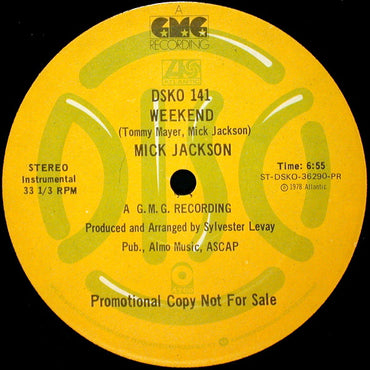 A
GMG
RECORDING
ATLANTIC
DSKO 141
WEEKEND
(Tommy Mayer, Mick Jackson)
MICK JACKSON
STEREO
Instrumental
33 1/3 RPM
Time: 6:55
ST-DSKO-36290-PR
Ⓟ 1978 Atlantic
A G.M.G. RECORDING
Produced and Arranged by Sylvester Levay
Pub., Almo Music, ASCAP
Promotional Copy Not For Sale